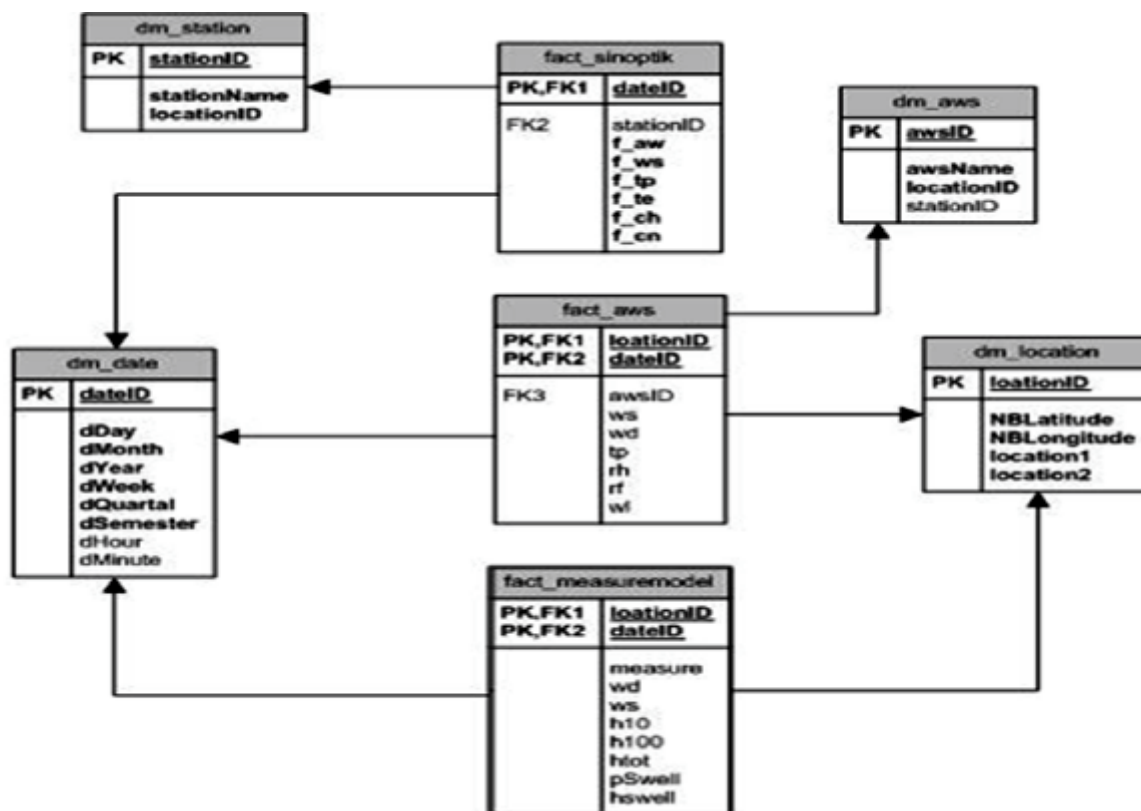 dm_station
PK stationID
stationName
locationID
fact_sinoptik
PK,FK1 dateID
FK2 stationID
f_aw
f_ws
f_tp
f_te
f_ch
f_cn
dm_aws
PK awsID
awsName
locationID
stationID
fact_aws
PK,FK1 loationID
PK,FK2 dateID
FK3 awsID
ws
wd
tp
rh
rf
wl
dm_date
PK dateID
dDay
dMonth
dYear
dWeek
dQuartal
dSemester
dHour
dMinute
dm_location
PK loationID
NBLatitude
NBLongitude
location1
location2
fact_measuremodel
PK,FK1 loationID
PK,FK2 dateID
measure
wd
ws
h10
h100
htot
pSwell
hswell